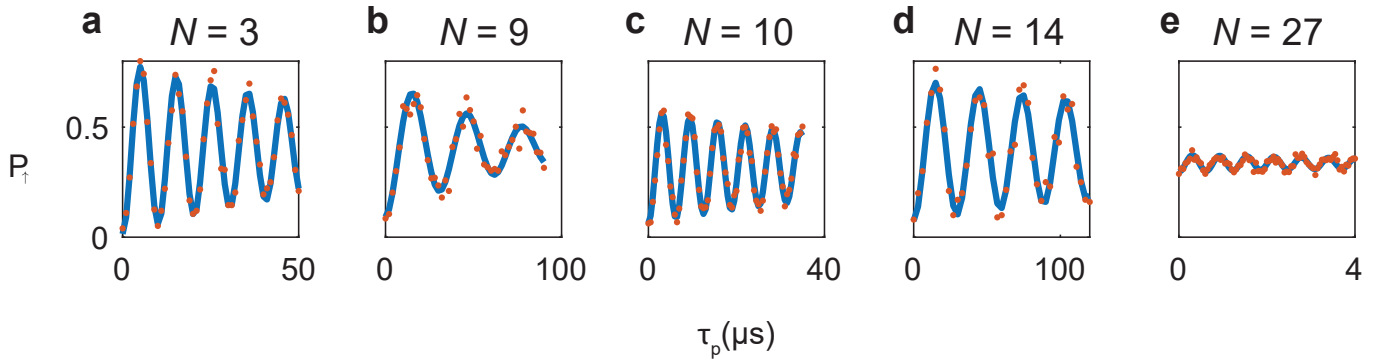 a N = 3
b N = 9
c N = 10
d N = 14
e N = 27
0.5
0
P↑
0 50
0 100
0 40
0 100
0 4
τp(μs)